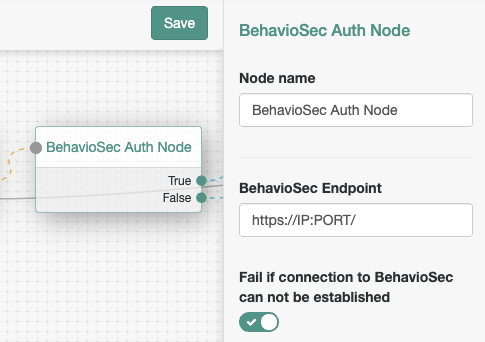 Save
BehavioSec Auth Node
True
False
BehavioSec Auth Node
Node name
BehavioSec Auth Node
BehavioSec Endpoint
https://IP:PORT/
Fail if connection to BehavioSec
can not be established